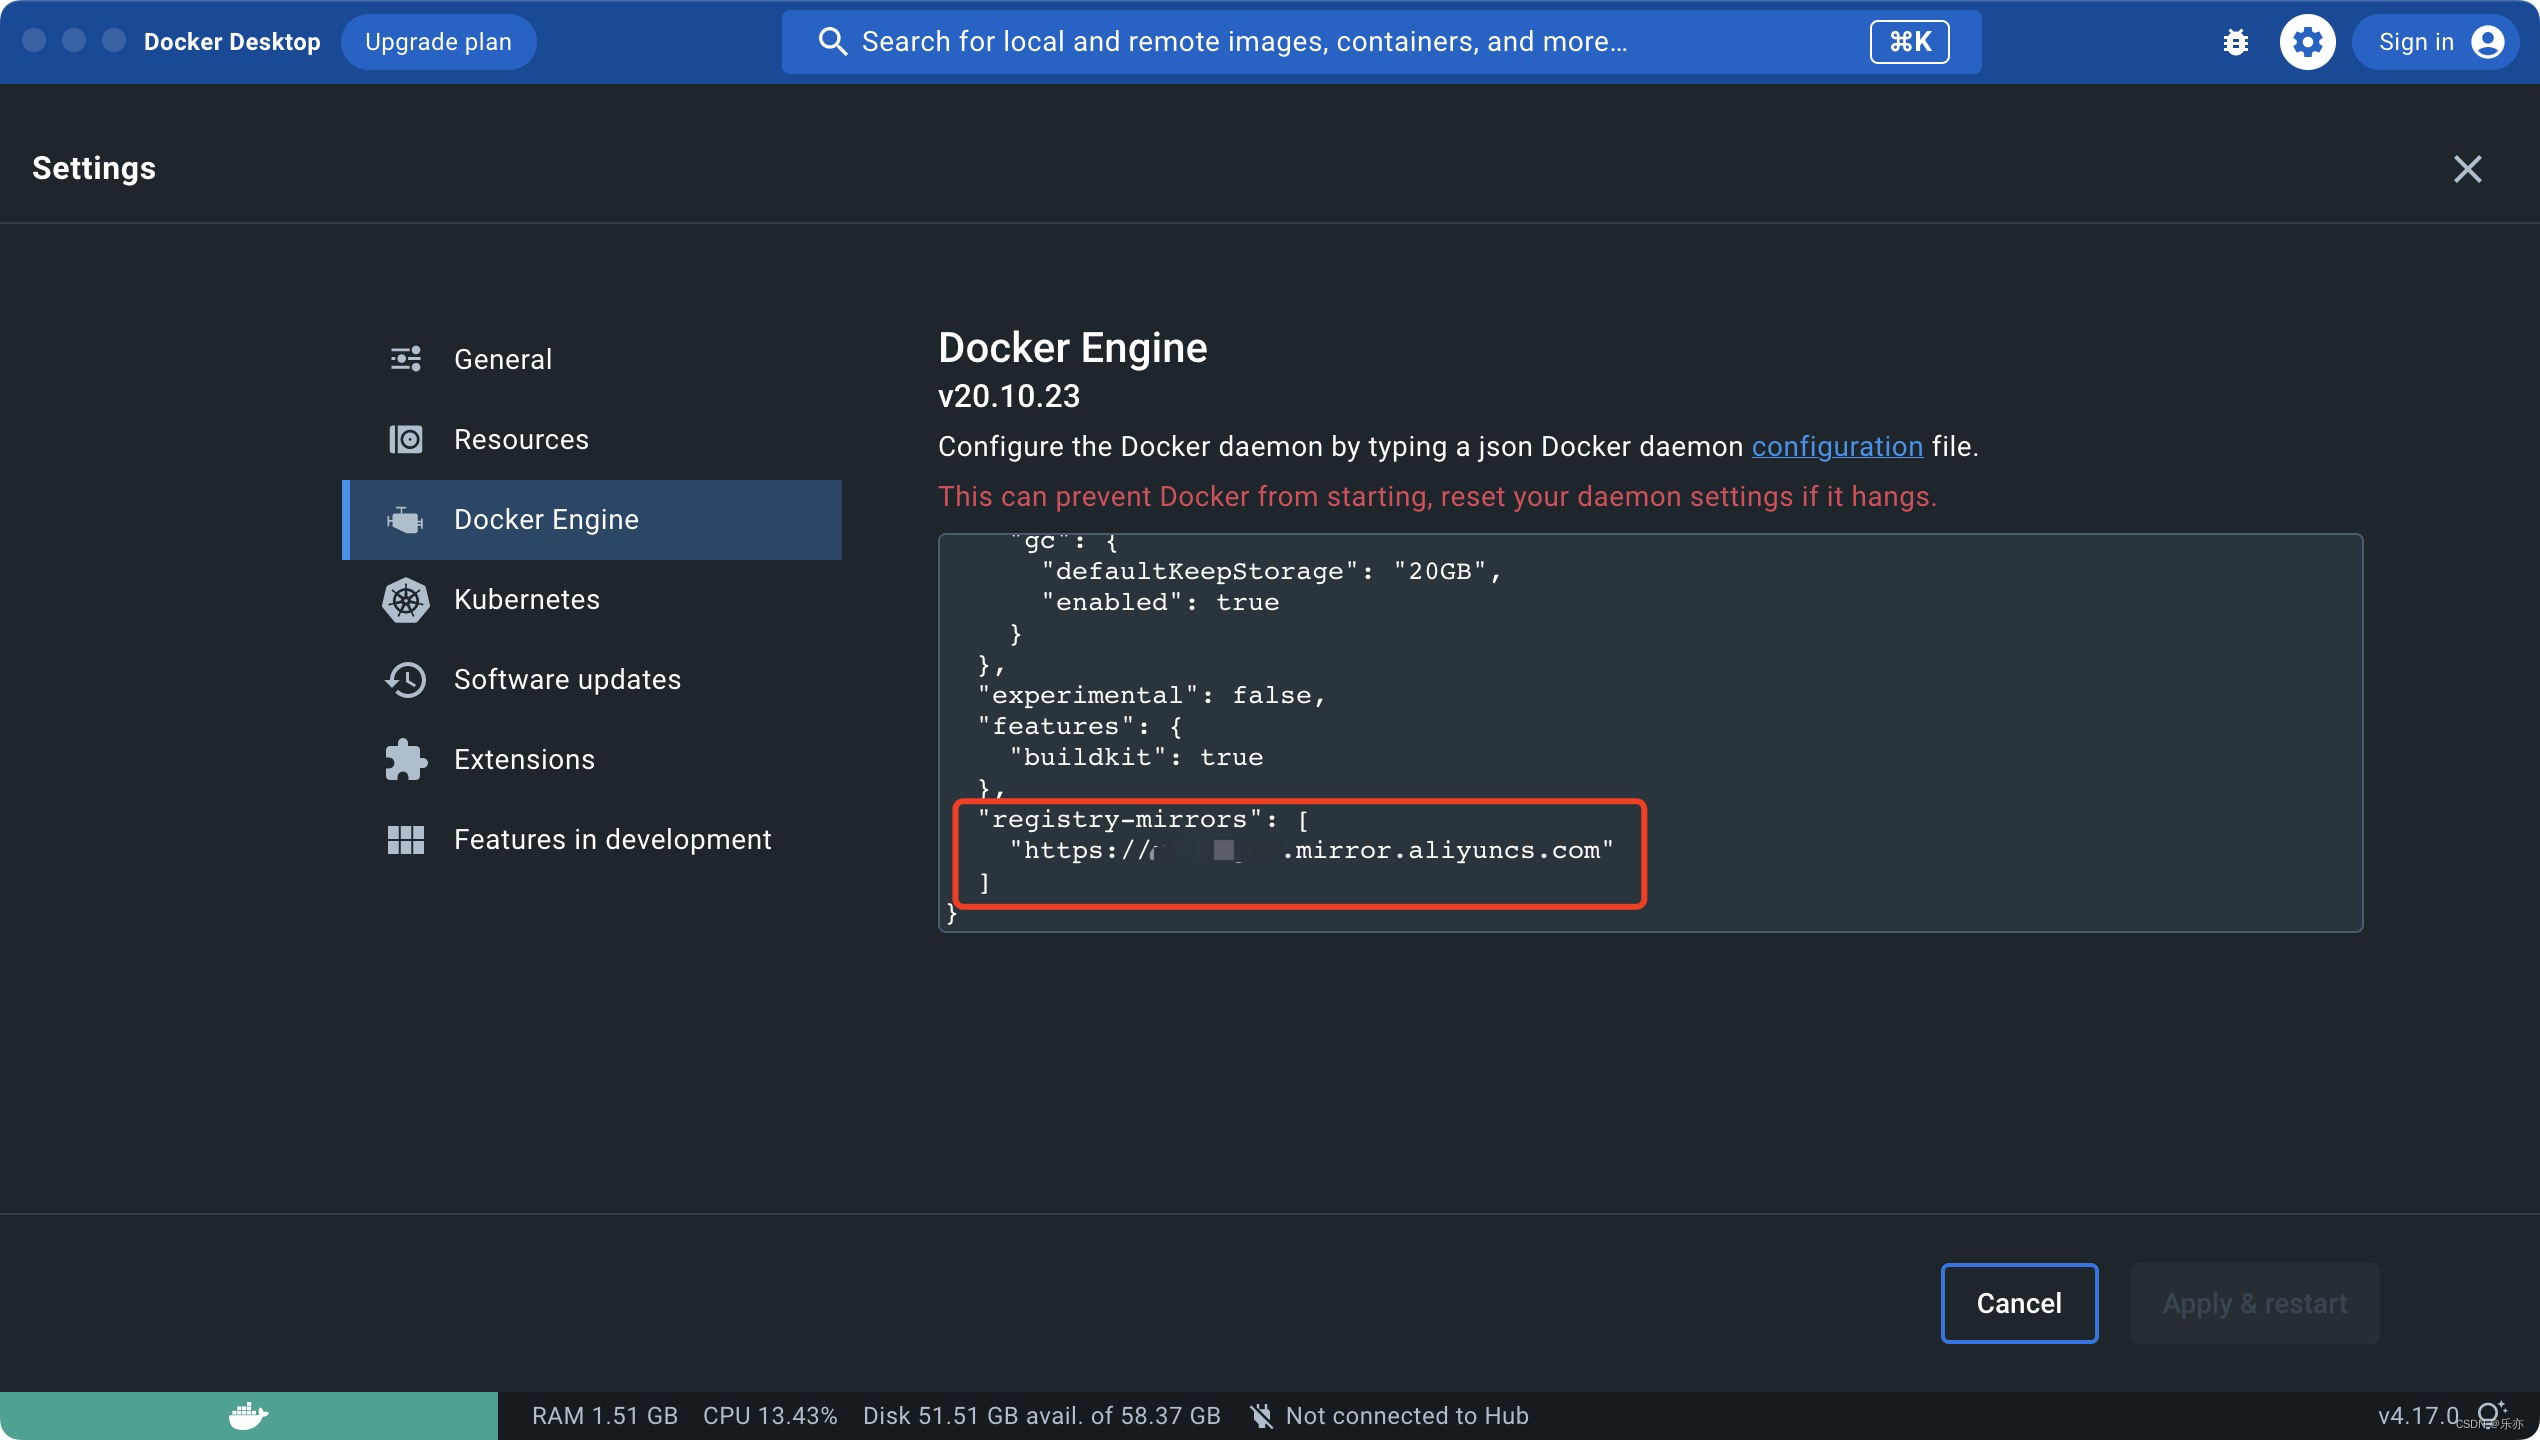 Docker Desktop
Upgrade plan
Search for local and remote images, containers, and more...
⌘K
Sign in
Settings
General
Resources
Docker Engine
Kubernetes
Software updates
Extensions
Features in development
Docker Engine
v20.10.23
Configure the Docker daemon by typing a json Docker daemon configuration file.
This can prevent Docker from starting, reset your daemon settings if it hangs.
"gc": {
"defaultKeepStorage": "20GB",
"enabled": true
}
},
"experimental": false,
"features": {
"buildkit": true
},
"registry-mirrors": [
"https:// .mirror.aliyuncs.com"
]
}
Cancel
Apply & restart
RAM 1.51 GB CPU 13.43% Disk 51.51 GB avail. of 58.37 GB Not connected to Hub
v4.17.0
CSDN @乐亦